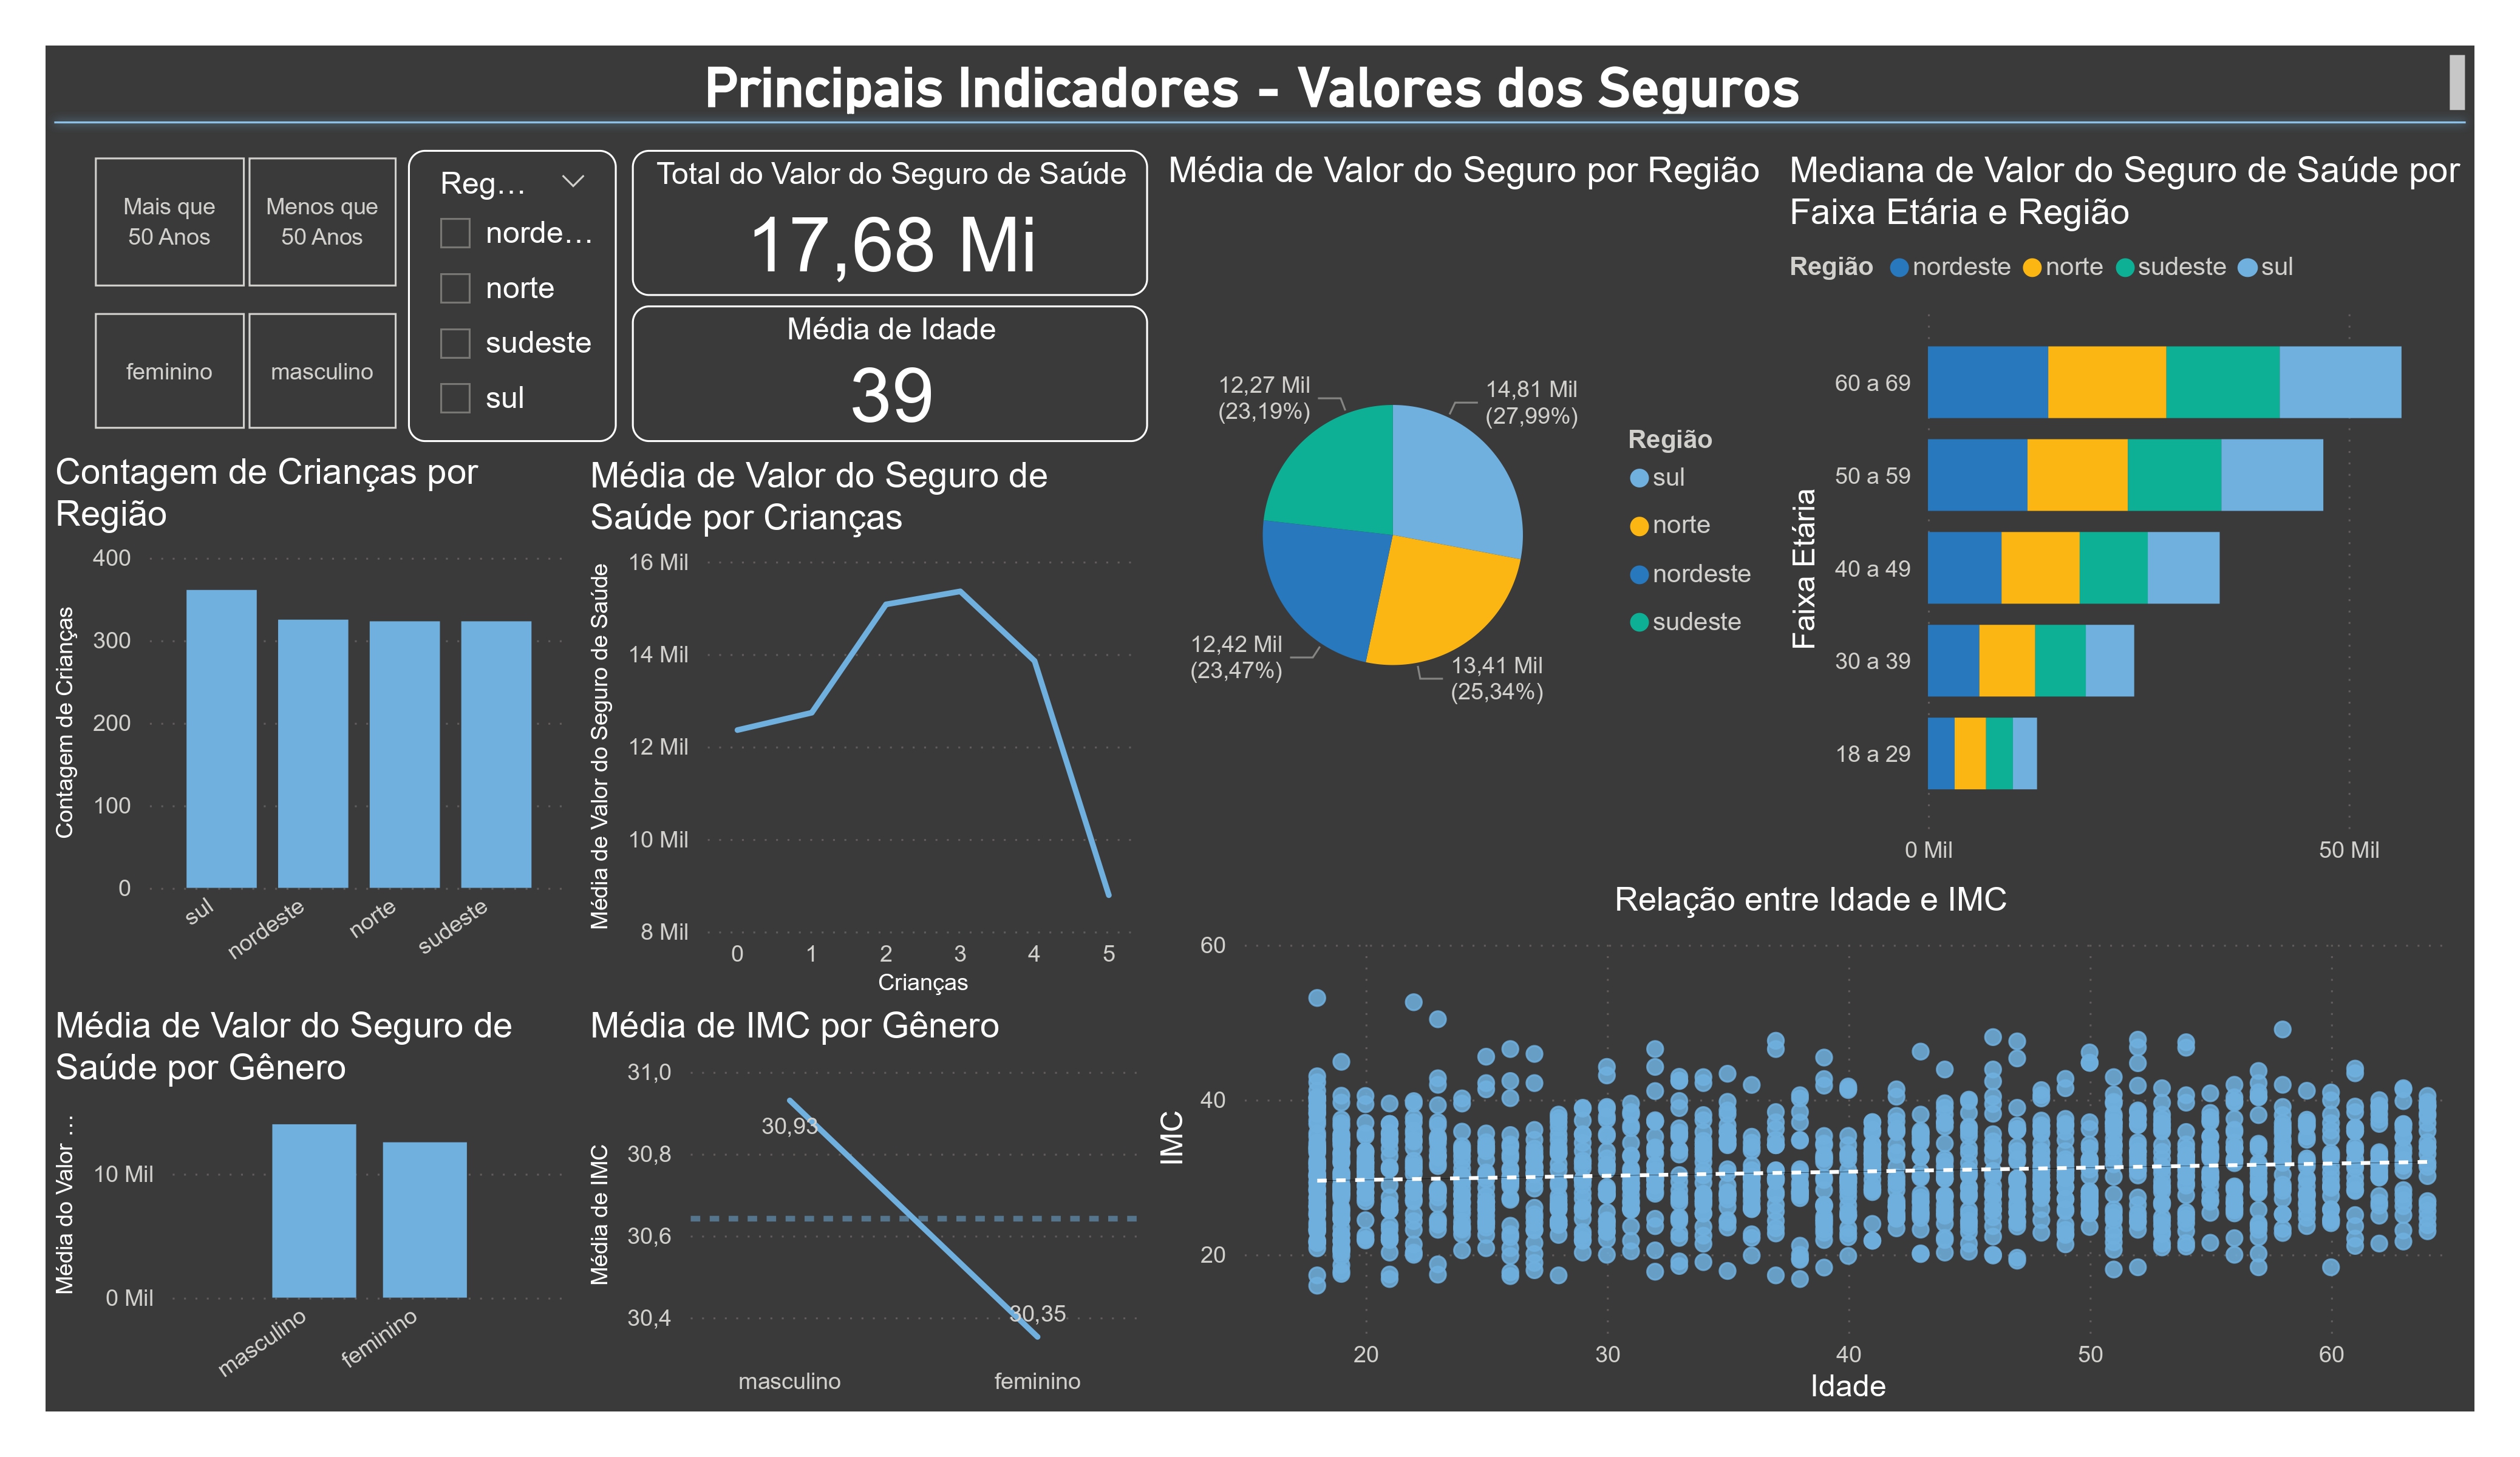 Principais Indicadores - Valores dos Seguros
Mais que
50 Anos
Menos que
50 Anos
feminino
masculino
Reg…
norde…
norte
sudeste
sul
Total do Valor do Seguro de Saúde
17,68 Mi
Média de Idade
39
Média de Valor do Seguro por Região
12,27 Mil
(23,19%)
14,81 Mil
(27,99%)
12,42 Mil
(23,47%)
13,41 Mil
(25,34%)
Região
sul
norte
nordeste
sudeste
Mediana de Valor do Seguro de Saúde por
Faixa Etária e Região
Região nordeste norte sudeste sul
Faixa Etária
60 a 69
50 a 59
40 a 49
30 a 39
18 a 29
0 Mil
50 Mil
Contagem de Crianças por
Região
Contagem de Crianças
400
300
200
100
0
sul
nordeste
norte
sudeste
Média de Valor do Seguro de
Saúde por Crianças
Média de Valor do Seguro de Saúde
16 Mil
14 Mil
12 Mil
10 Mil
8 Mil
0
1
2
3
4
5
Crianças
Média de Valor do Seguro de
Saúde por Gênero
Média do Valor …
10 Mil
0 Mil
masculino
feminino
Média de IMC por Gênero
Média de IMC
31,0
30,8
30,6
30,4
30,93
30,35
masculino
feminino
Relação entre Idade e IMC
IMC
60
40
20
20
30
40
50
60
Idade